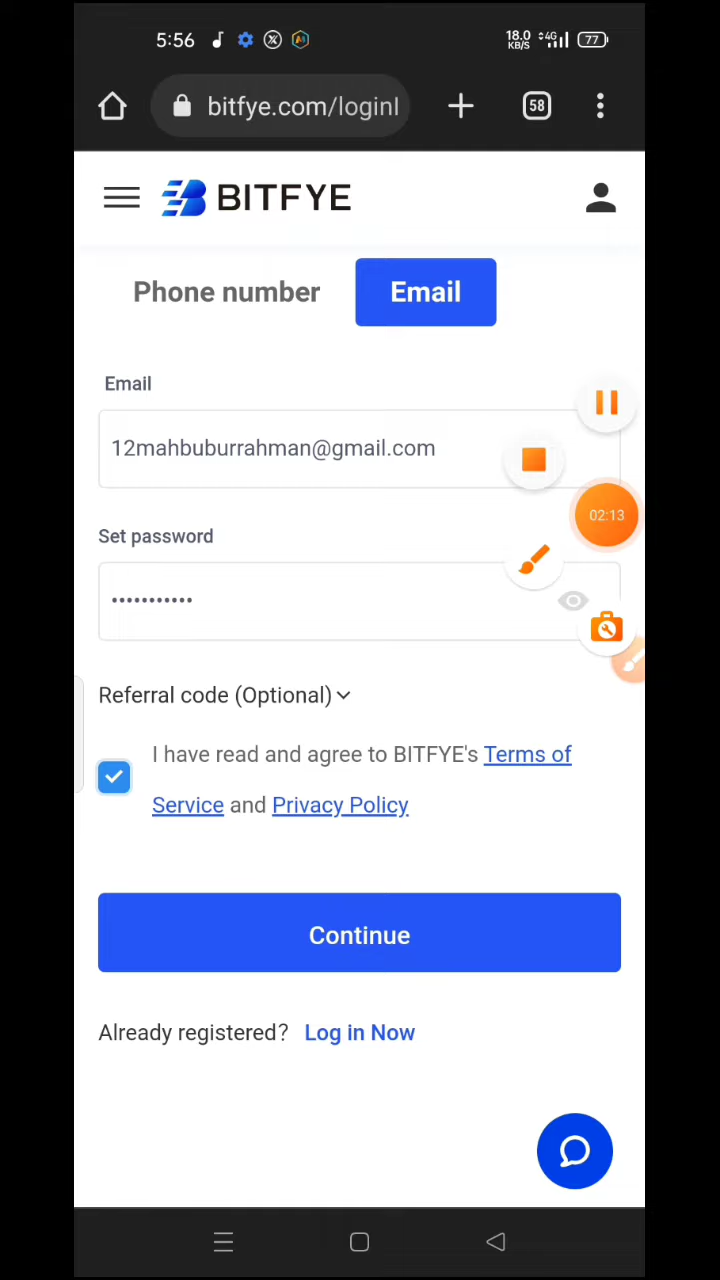 5:56
18.0 KB/S 4G 77
bitfye.com/loginl
58
BITFYE
Phone number
Email
Email
12mahbuburrahman@gmail.com
02:13
Set password
•••••••••••
Referral code (Optional)
I have read and agree to BITFYE's Terms of
Service and Privacy Policy
Continue
Already registered? Log in Now